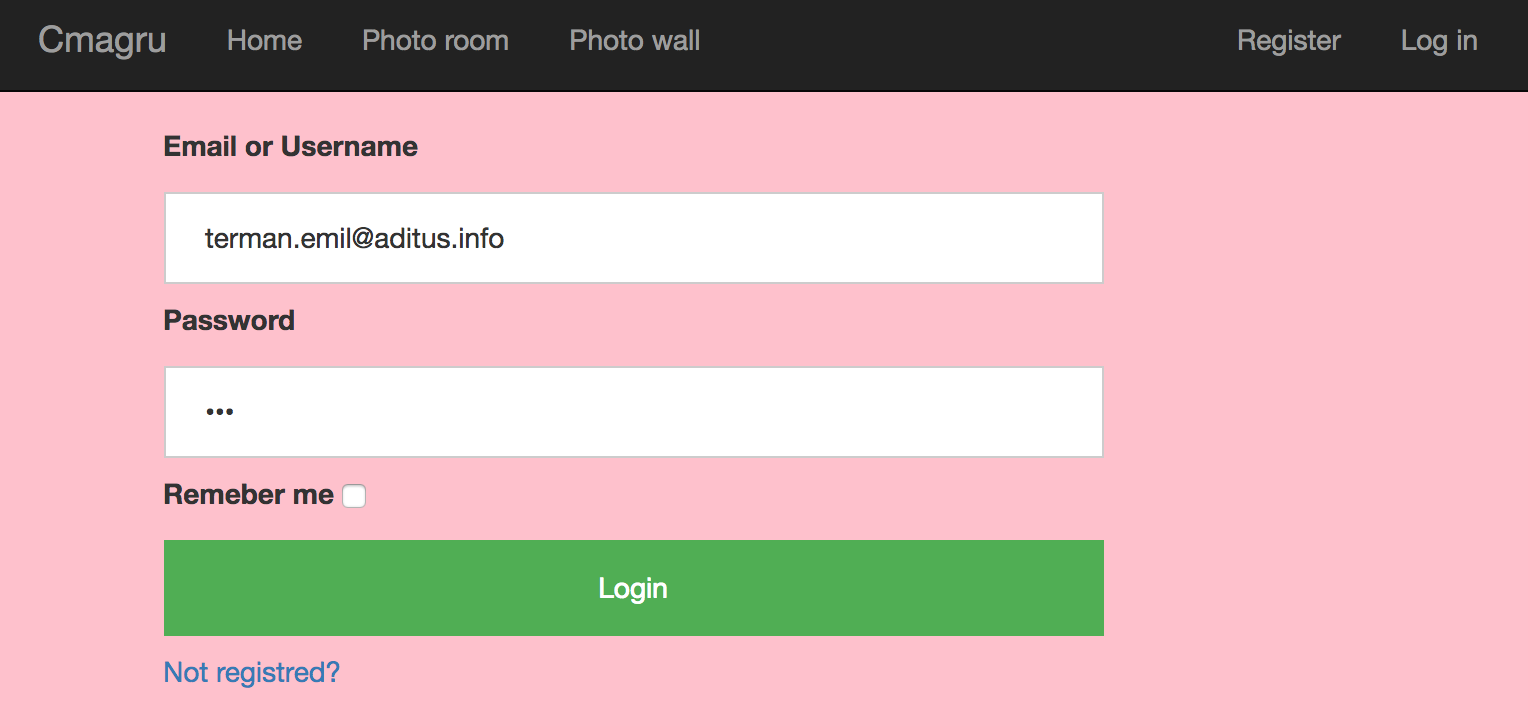 Cmagru Home Photo room Photo wall Register Log in
Email or Username
terman.emil@aditus.info
Password
•••
Remeber me
Login
Not registred?